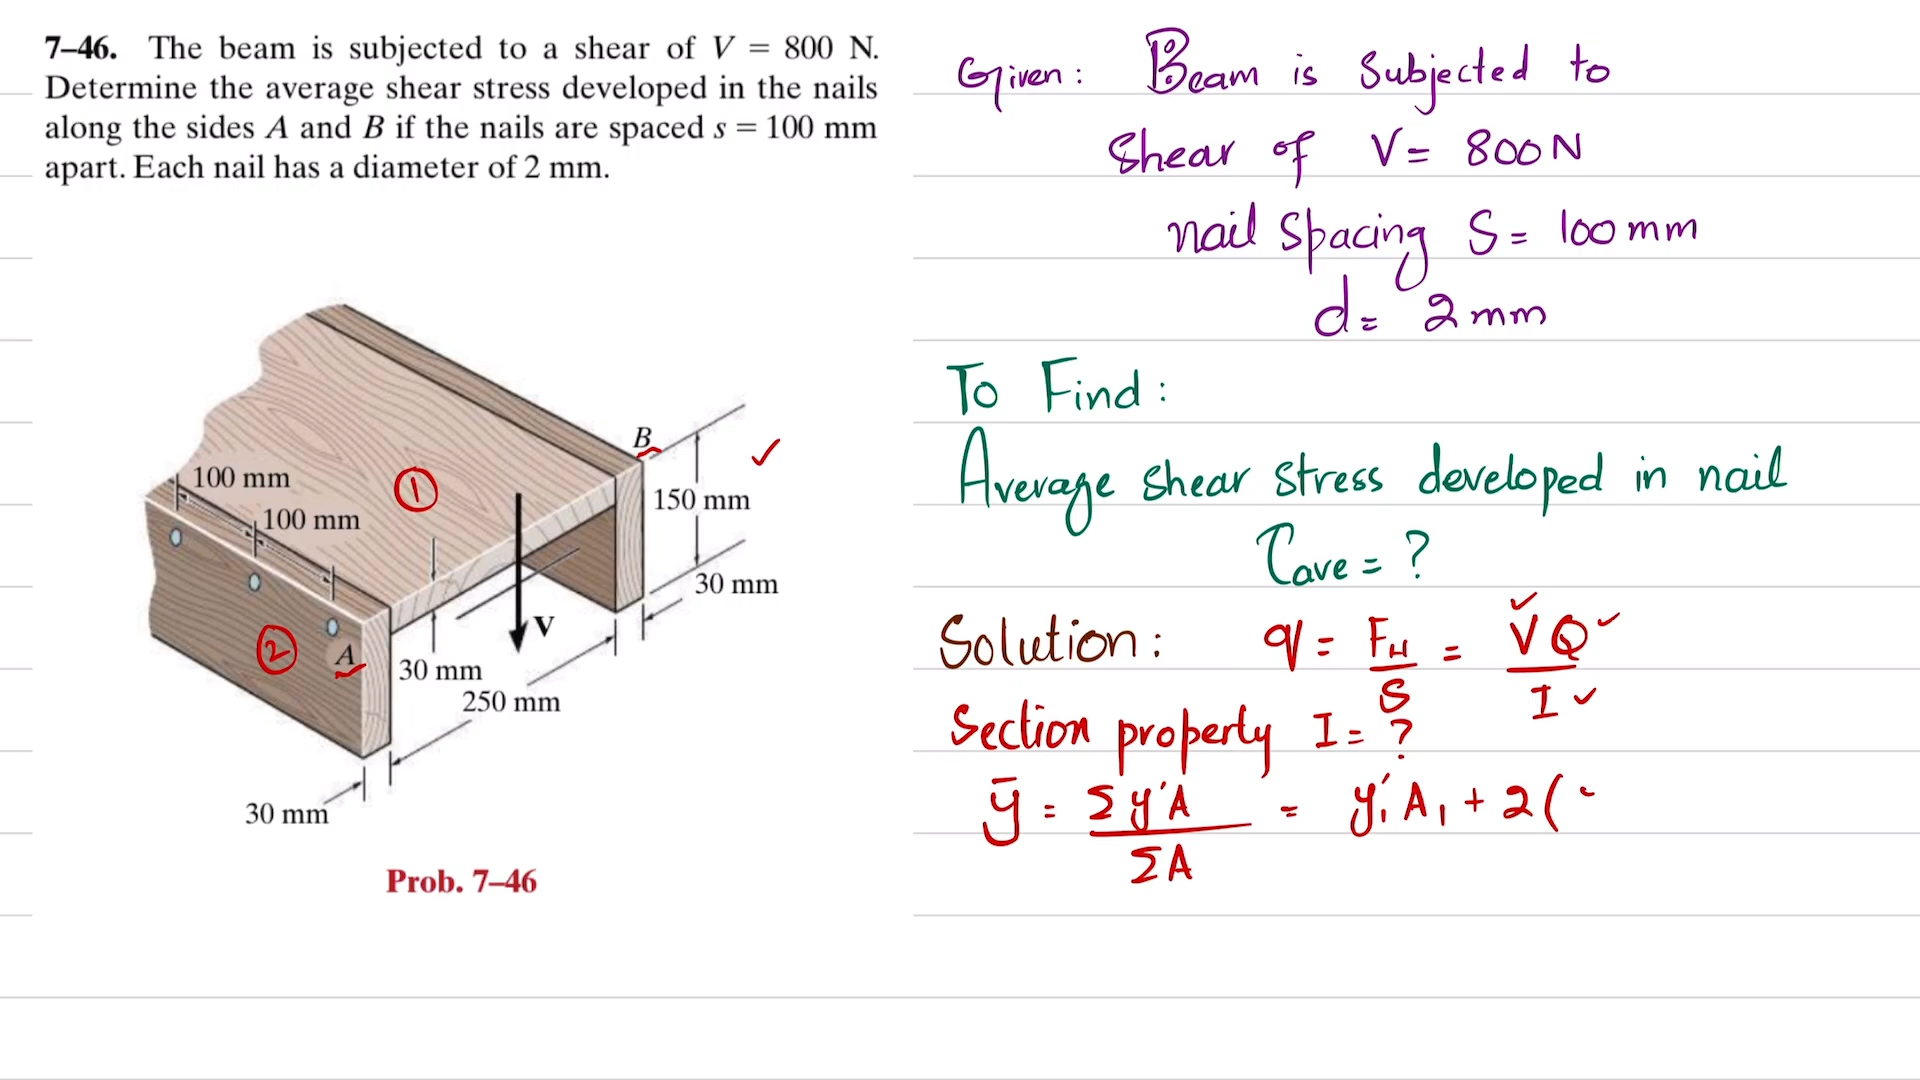 7–46. The beam is subjected to a shear of V = 800 N.
Determine the average shear stress developed in the nails
along the sides A and B if the nails are spaced s = 100 mm
apart. Each nail has a diameter of 2 mm.
B
100 mm
①
150 mm
100 mm
30 mm
V
②
A
30 mm
250 mm
30 mm
Prob. 7–46
Given: Beam is Subjected to
Shear of V = 800 N
nail Spacing S = 100 mm
d = 2 mm
To Find:
Average shear stress developed in nail
τave = ?
Solution: q = FH/S = VQ/I
Section property I = ?
ȳ = Σy'A/ΣA = y'₁A₁ + 2(